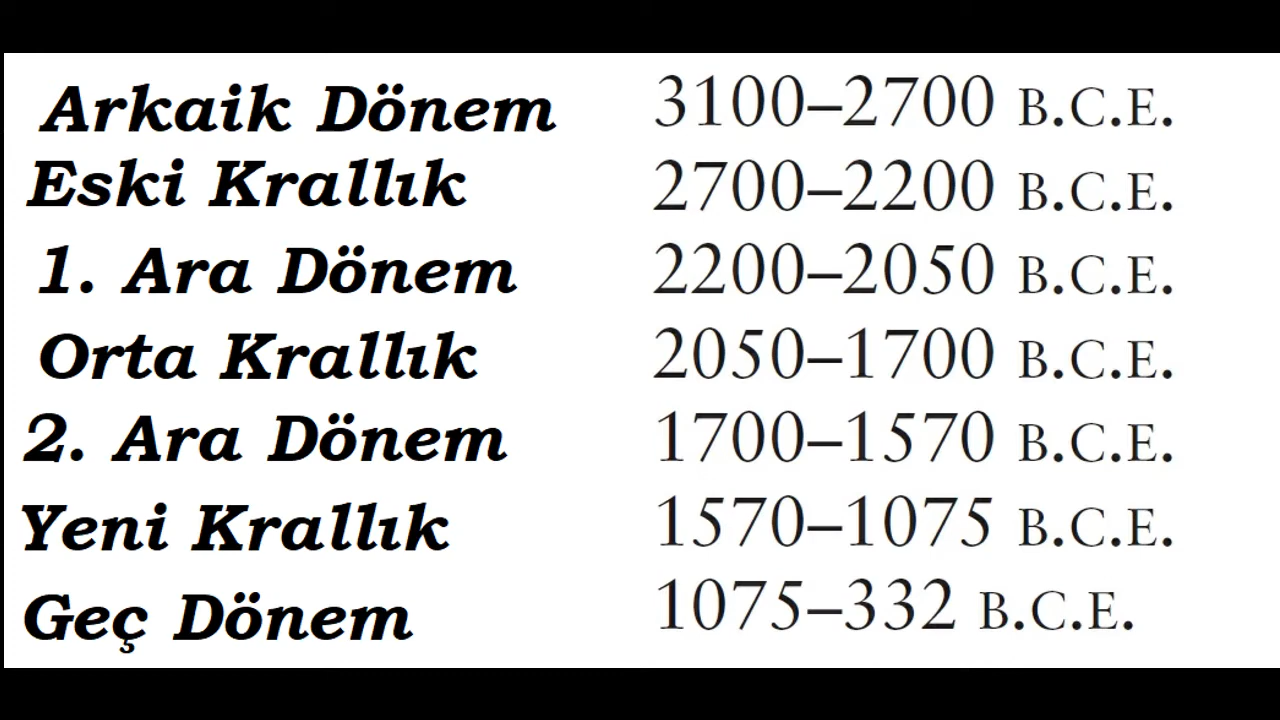 Arkaik Dönem 3100–2700 B.C.E.
Eski Krallık 2700–2200 B.C.E.
1. Ara Dönem 2200–2050 B.C.E.
Orta Krallık 2050–1700 B.C.E.
2. Ara Dönem 1700–1570 B.C.E.
Yeni Krallık 1570–1075 B.C.E.
Geç Dönem 1075–332 B.C.E.